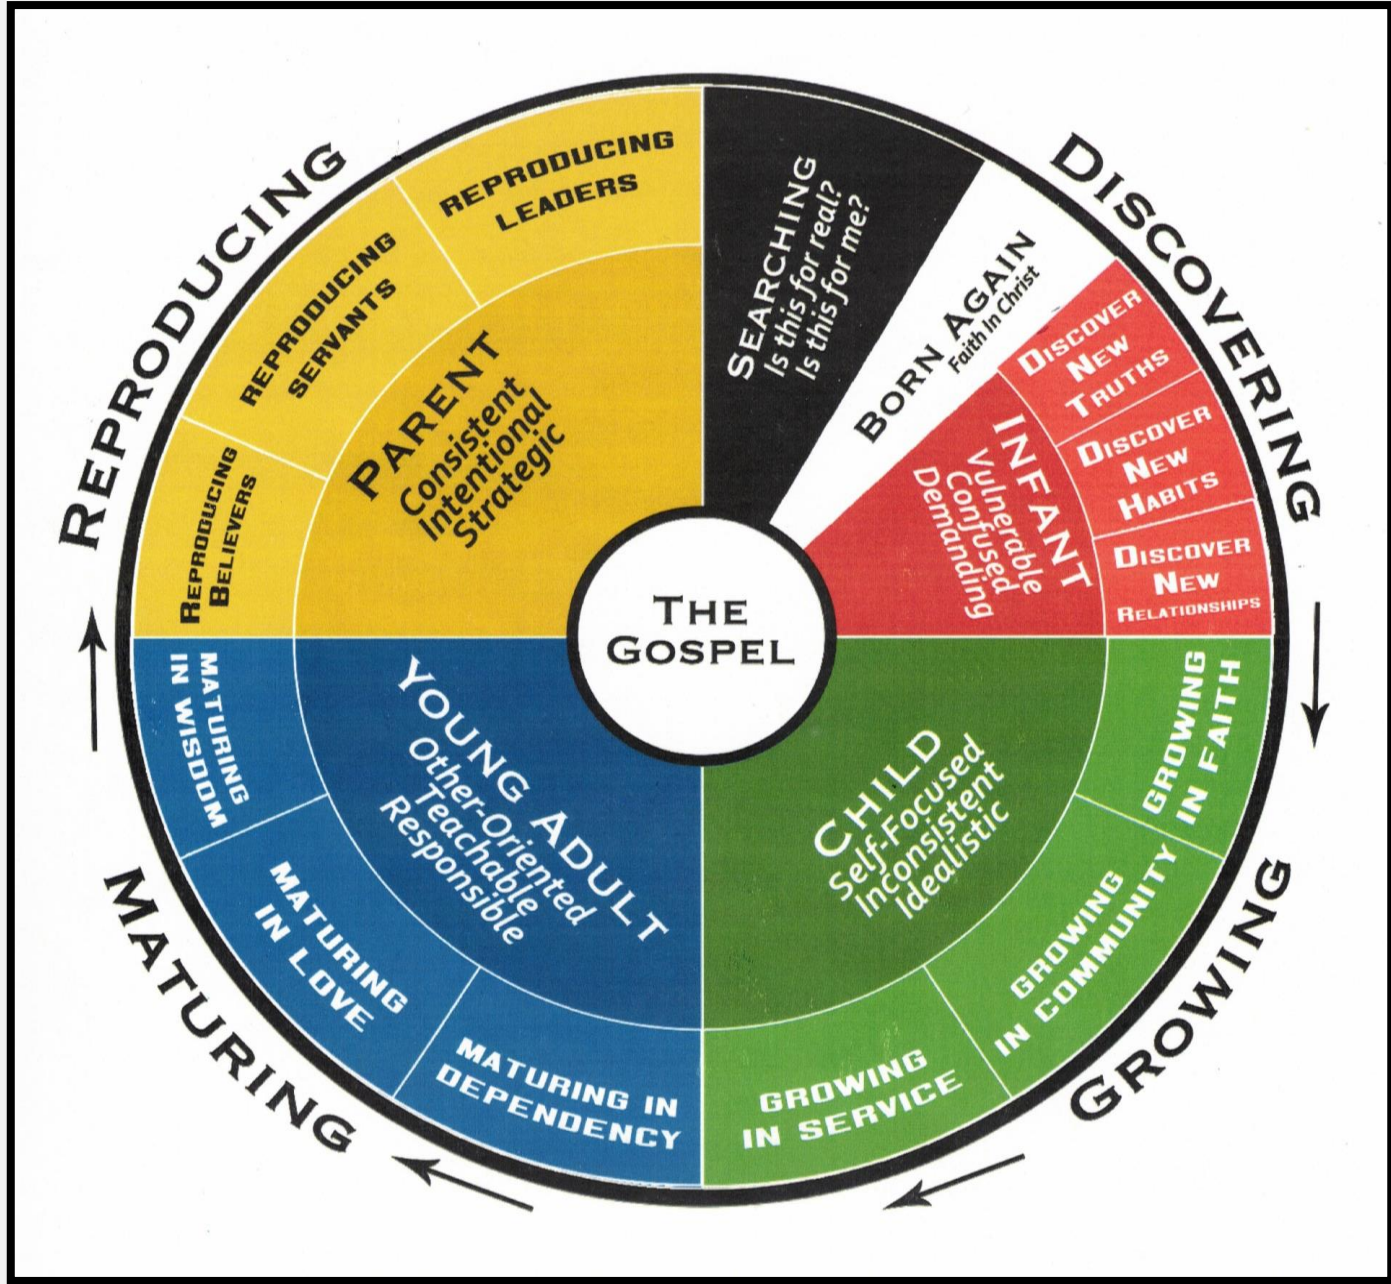 DISCOVERING
SEARCHING
Is this for real?
Is this for me?
BORN AGAIN
Faith In Christ
INFANT
Vulnerable
Confused
Demanding
DISCOVER
NEW
TRUTHS
DISCOVER
NEW
HABITS
DISCOVER
NEW
RELATIONSHIPS
GROWING
CHILD
Self-Focused
Inconsistent
Idealistic
GROWING
IN FAITH
GROWING
IN COMMUNITY
GROWING
IN SERVICE
MATURING
YOUNG ADULT
Other-Oriented
Teachable
Responsible
MATURING IN
DEPENDENCY
MATURING
IN LOVE
MATURING
IN WISDOM
REPRODUCING
PARENT
Consistent
Intentional
Strategic
REPRODUCING
BELIEVERS
REPRODUCING
SERVANTS
REPRODUCING
LEADERS
THE
GOSPEL